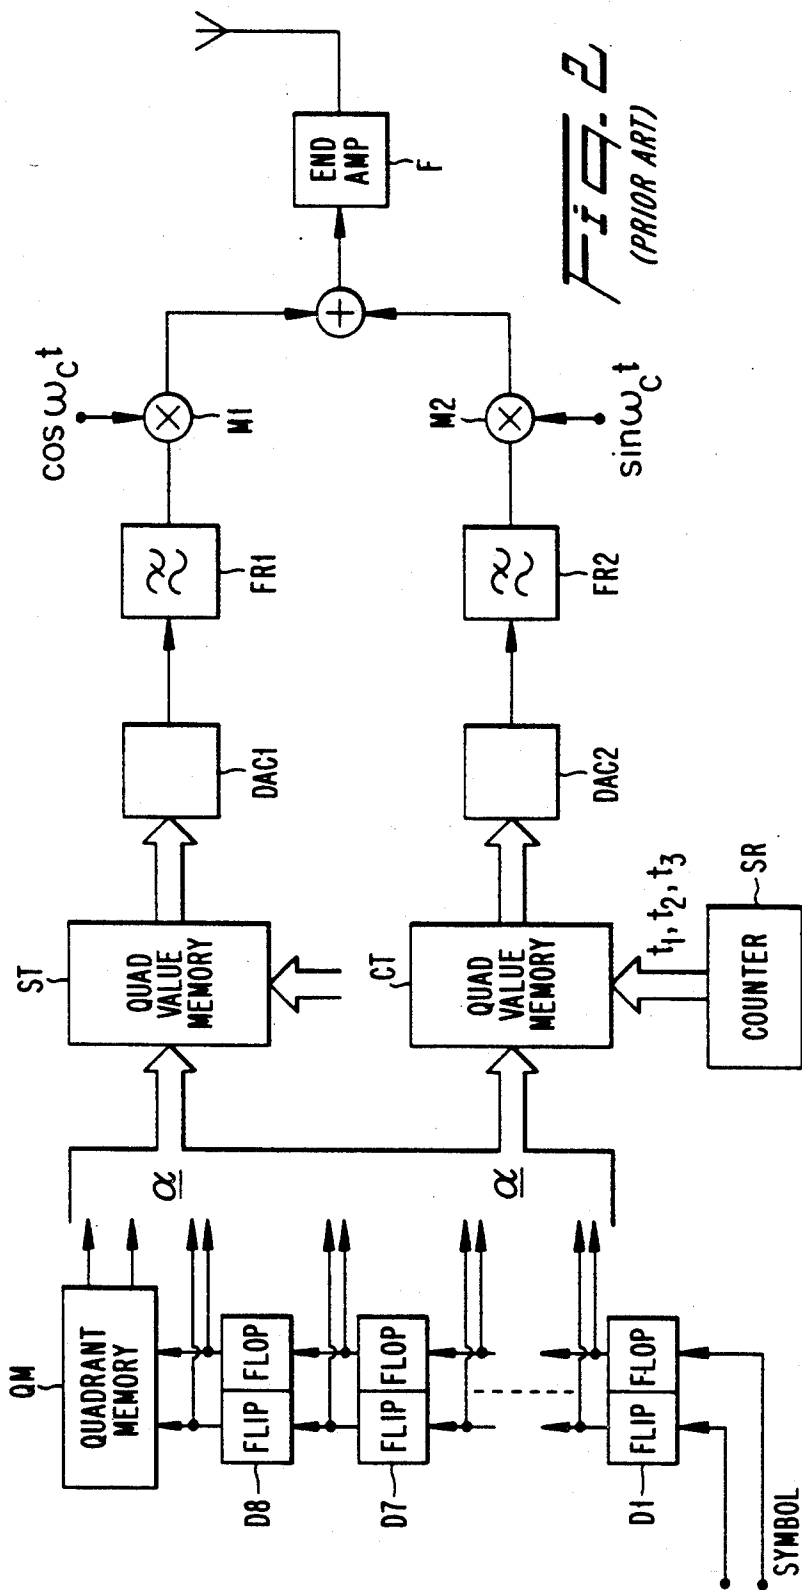 QM
QUADRANT
MEMORY
D8
FLIP FLOP
D7
FLIP FLOP
D1
FLIP FLOP
SYMBOL
α
α
ST
QUAD
VALUE
MEMORY
CT
QUAD
VALUE
MEMORY
t₁, t₂, t₃
SR
COUNTER
DAC1
DAC2
FR1
FR2
cos ω_c t
M1
M2
sin ω_c t
END
AMP
F
Fig. 2
(PRIOR ART)